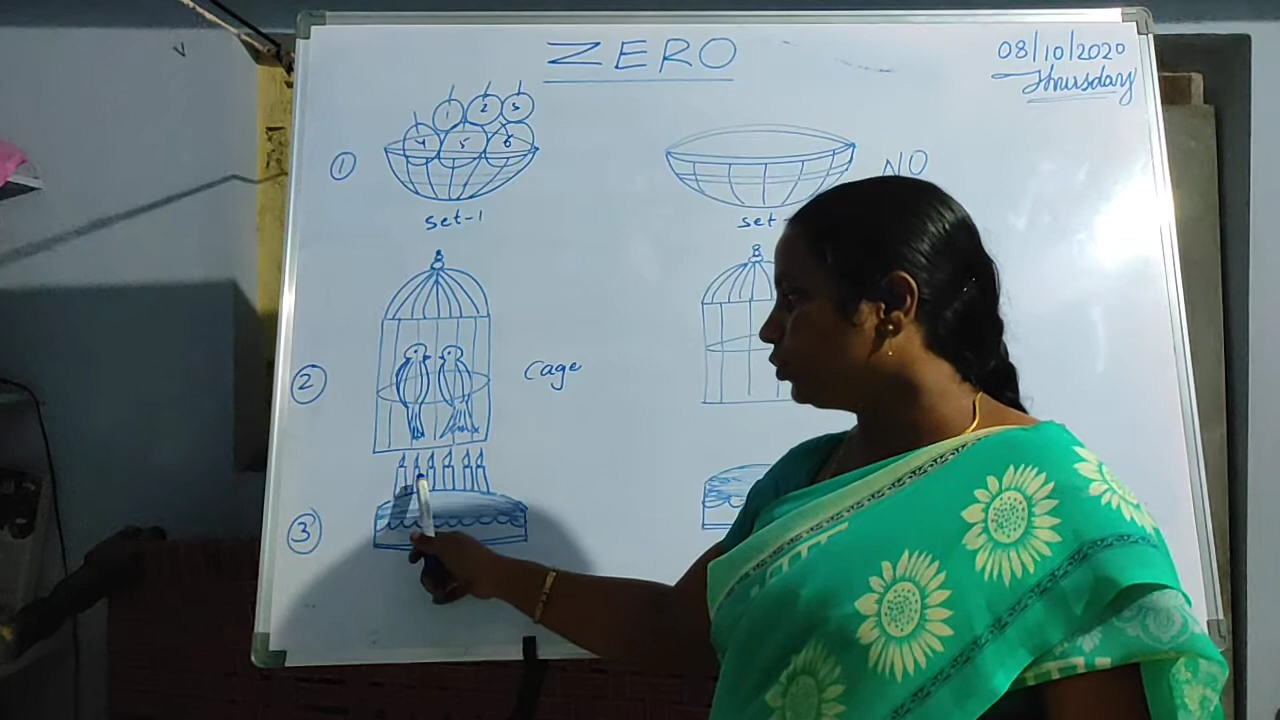 ZERO
08/10/2020
Thursday
1 2 3
4 5 6
1
NO
set-1
set-
2
cage
3